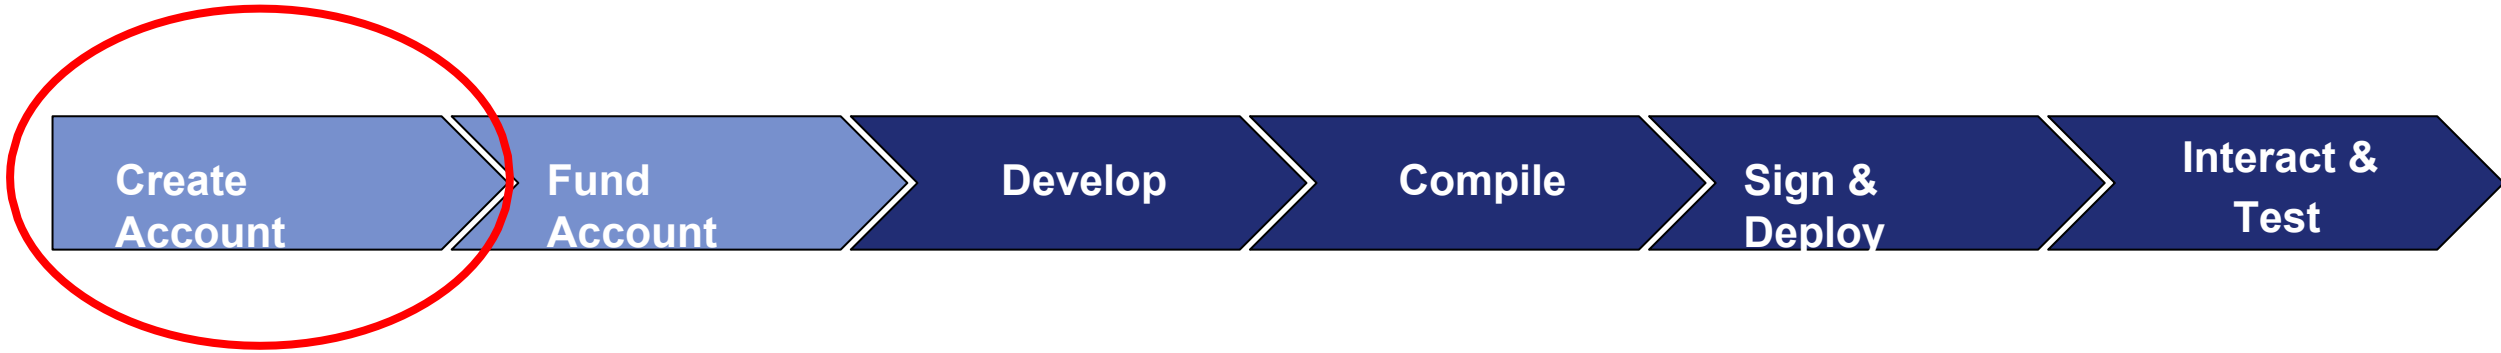 Create
Account
Fund
Account
Develop
Compile
Sign &
Deploy
Interact &
Test